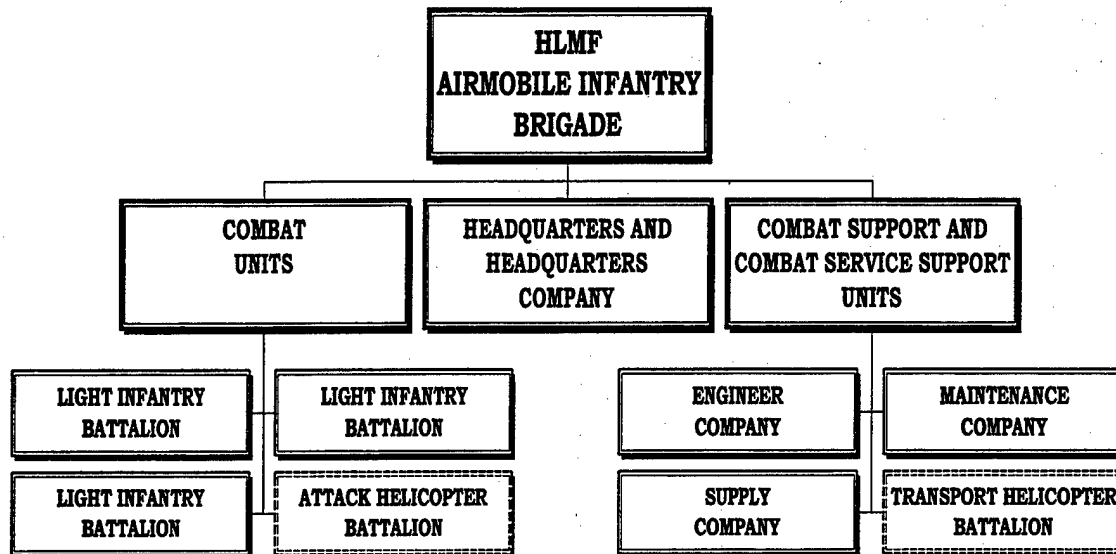 HLMF
AIRMOBILE INFANTRY
BRIGADE
COMBAT
UNITS
HEADQUARTERS AND
HEADQUARTERS
COMPANY
COMBAT SUPPORT AND
COMBAT SERVICE SUPPORT
UNITS
LIGHT INFANTRY
BATTALION
LIGHT INFANTRY
BATTALION
LIGHT INFANTRY
BATTALION
ATTACK HELICOPTER
BATTALION
ENGINEER
COMPANY
MAINTENANCE
COMPANY
SUPPLY
COMPANY
TRANSPORT HELICOPTER
BATTALION